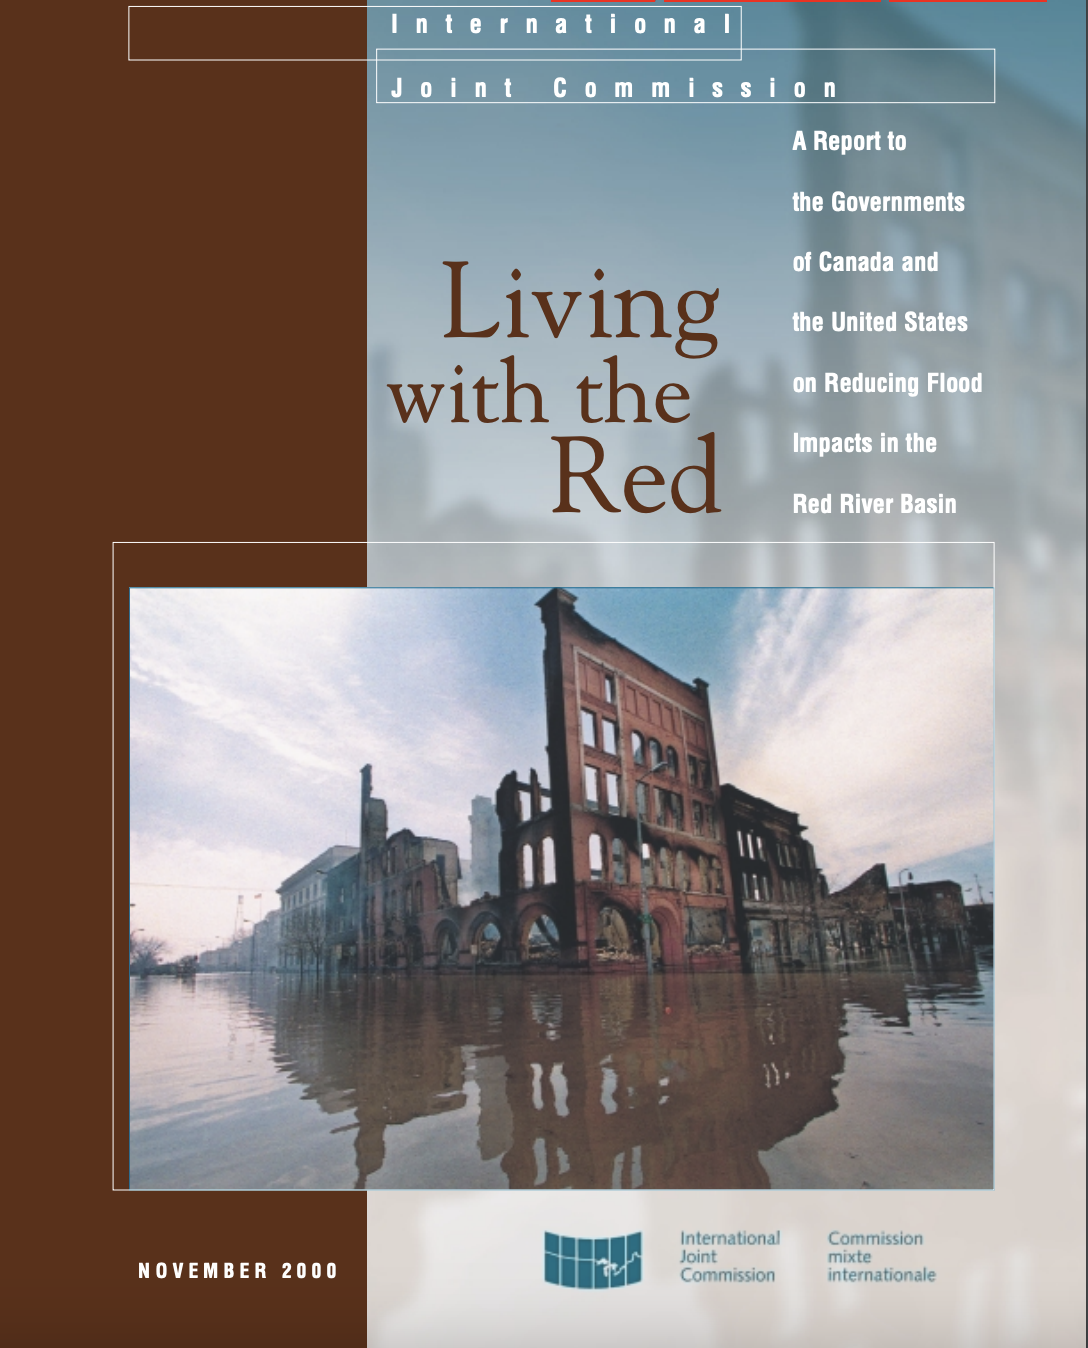 International
Joint Commission
A Report to
the Governments
of Canada and
the United States
on Reducing Flood
Impacts in the
Red River Basin
Living
with the
Red
NOVEMBER 2000
International
Joint
Commission
Commission
mixte
internationale